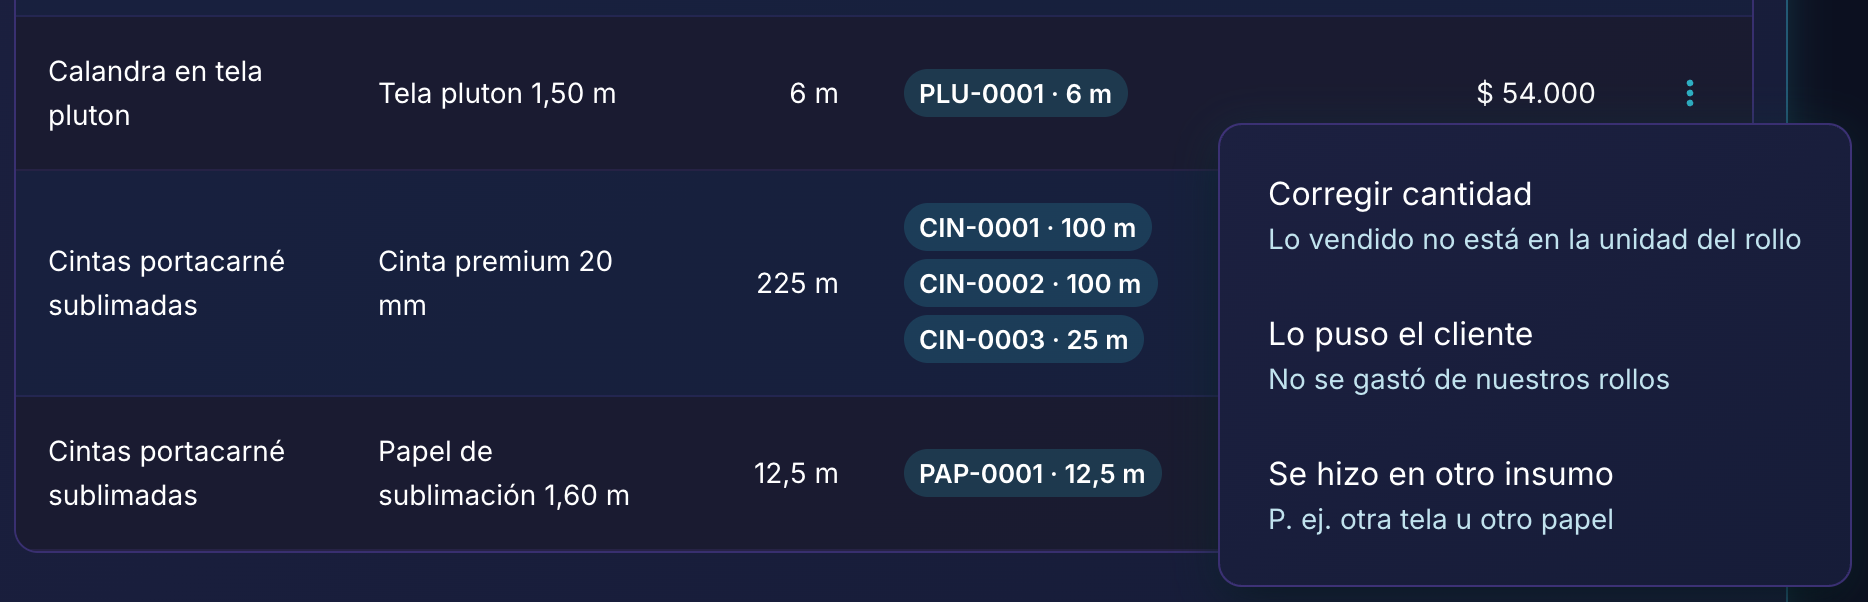 Calandra en tela
pluton
Tela pluton 1,50 m
6 m
PLU-0001 · 6 m
$ 54.000
Cintas portacarné
sublimadas
Cinta premium 20
mm
225 m
CIN-0001 · 100 m
CIN-0002 · 100 m
CIN-0003 · 25 m
Cintas portacarné
sublimadas
Papel de
sublimación 1,60 m
12,5 m
PAP-0001 · 12,5 m
Corregir cantidad
Lo vendido no está en la unidad del rollo
Lo puso el cliente
No se gastó de nuestros rollos
Se hizo en otro insumo
P. ej. otra tela u otro papel